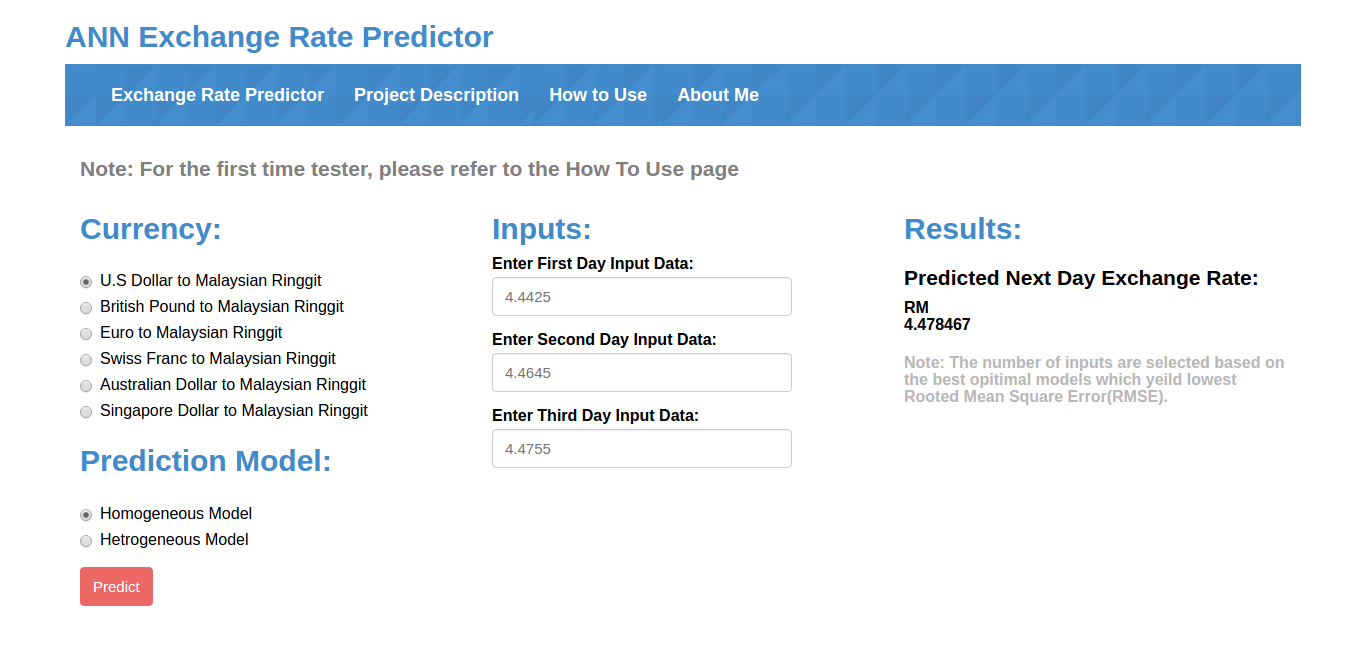 ANN Exchange Rate Predictor
Exchange Rate Predictor Project Description How to Use About Me
Note: For the first time tester, please refer to the How To Use page
Currency:
U.S Dollar to Malaysian Ringgit
British Pound to Malaysian Ringgit
Euro to Malaysian Ringgit
Swiss Franc to Malaysian Ringgit
Australian Dollar to Malaysian Ringgit
Singapore Dollar to Malaysian Ringgit
Prediction Model:
Homogeneous Model
Hetrogeneous Model
Predict
Inputs:
Enter First Day Input Data:
4.4425
Enter Second Day Input Data:
4.4645
Enter Third Day Input Data:
4.4755
Results:
Predicted Next Day Exchange Rate:
RM
4.478467
Note: The number of inputs are selected based on
the best opitimal models which yeild lowest
Rooted Mean Square Error(RMSE).